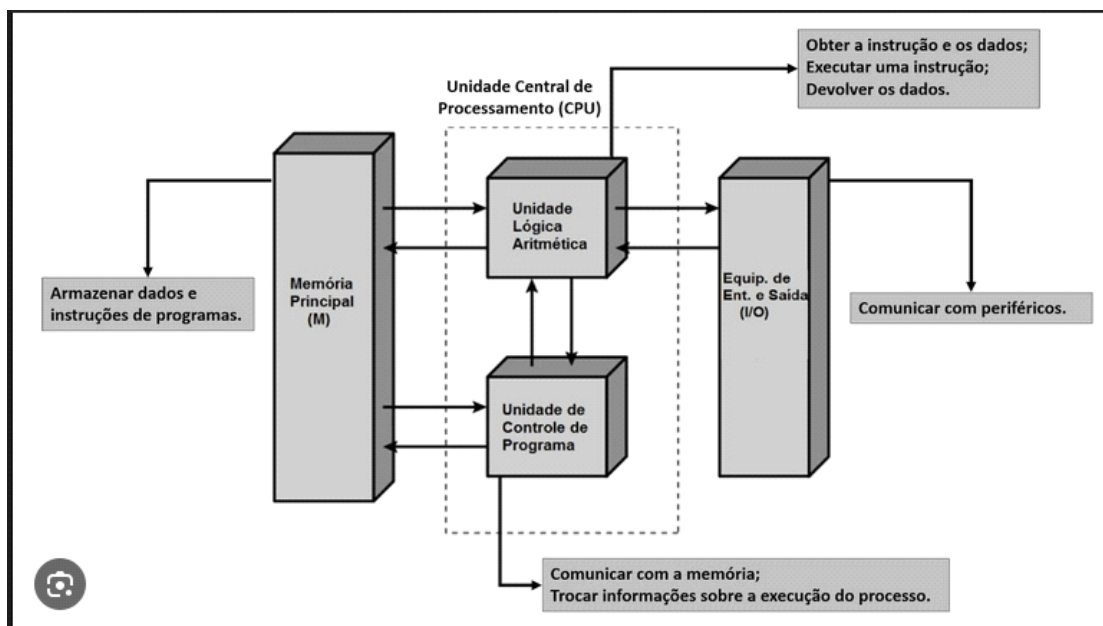 Obter a instrução e os dados;
Executar uma instrução;
Devolver os dados.
Unidade Central de
Processamento (CPU)
Unidade
Lógica
Aritmética
Memória
Principal
(M)
Equip. de
Ent. e Saída
(I/O)
Armazenar dados e
instruções de programas.
Comunicar com periféricos.
Unidade de
Controle de
Programa
Comunicar com a memória;
Trocar informações sobre a execução do processo.